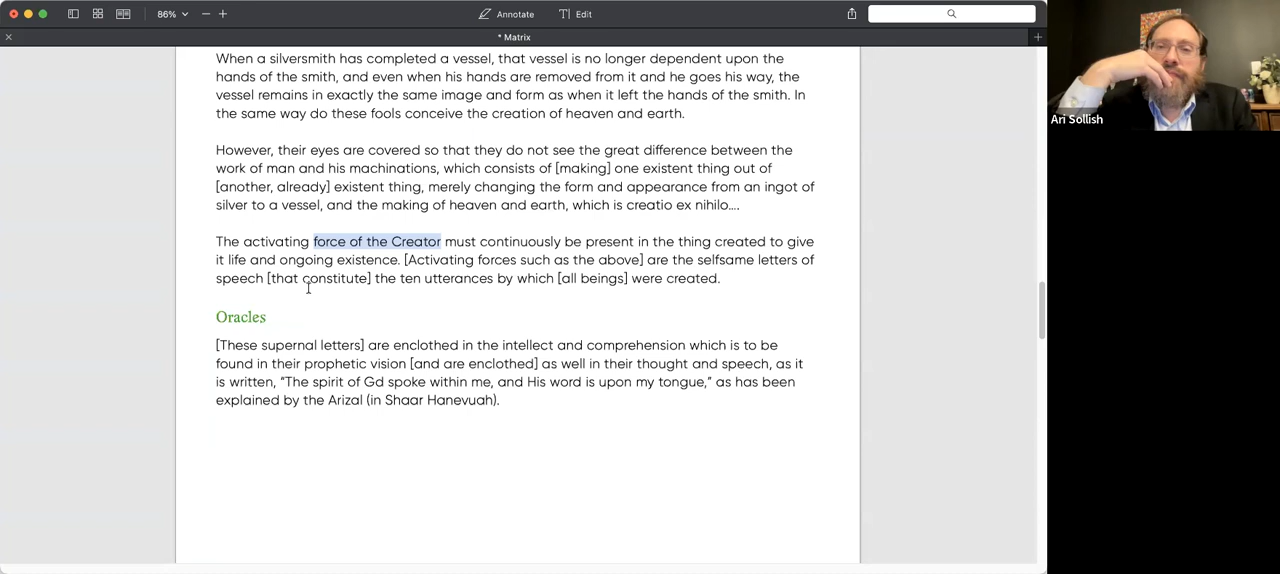 86%
Annotate
Edit
* Matrix
When a silversmith has completed a vessel, that vessel is no longer dependent upon the
hands of the smith, and even when his hands are removed from it and he goes his way, the
vessel remains in exactly the same image and form as when it left the hands of the smith. In
the same way do these fools conceive the creation of heaven and earth.
However, their eyes are covered so that they do not see the great difference between the
work of man and his machinations, which consists of [making] one existent thing out of
[another, already] existent thing, merely changing the form and appearance from an ingot of
silver to a vessel, and the making of heaven and earth, which is creatio ex nihilo....
The activating force of the Creator must continuously be present in the thing created to give
it life and ongoing existence. [Activating forces such as the above] are the selfsame letters of
speech [that constitute] the ten utterances by which [all beings] were created.
Oracles
[These supernal letters] are enclothed in the intellect and comprehension which is to be
found in their prophetic vision [and are enclothed] as well in their thought and speech, as it
is written, “The spirit of Gd spoke within me, and His word is upon my tongue,” as has been
explained by the Arizal (in Shaar Hanevuah).
Ari Sollish